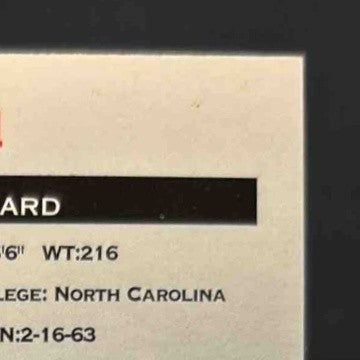 ARD
'6" WT:216
LEGE: NORTH CAROLINA
N:2-16-63